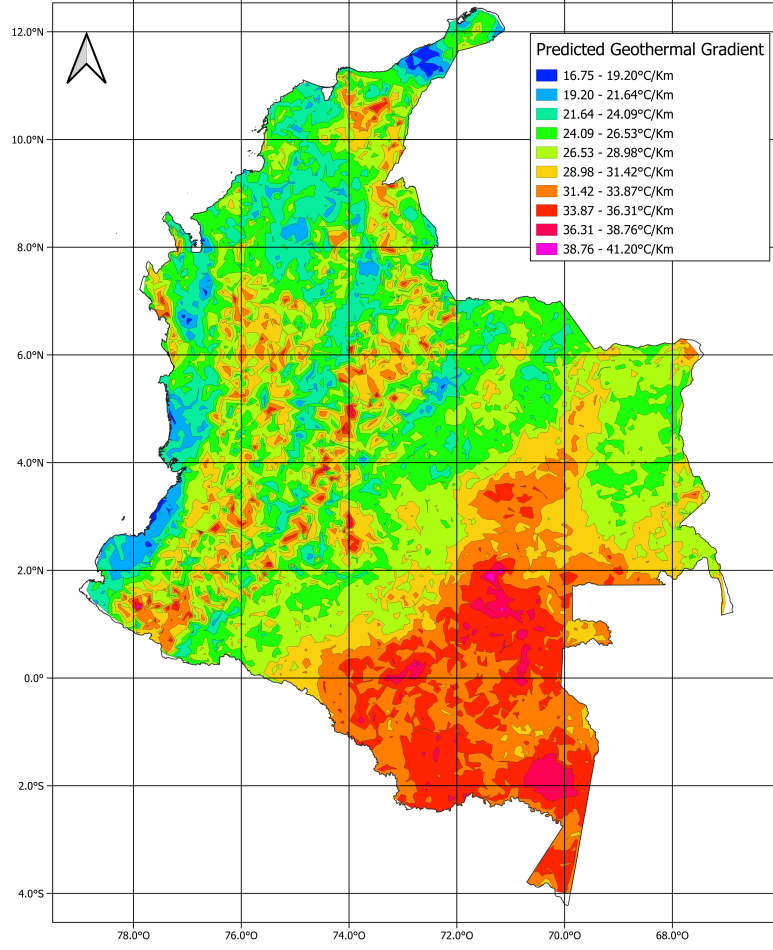 Predicted Geothermal Gradient
16.75 - 19.20°C/Km
19.20 - 21.64°C/Km
21.64 - 24.09°C/Km
24.09 - 26.53°C/Km
26.53 - 28.98°C/Km
28.98 - 31.42°C/Km
31.42 - 33.87°C/Km
33.87 - 36.31°C/Km
36.31 - 38.76°C/Km
38.76 - 41.20°C/Km
12.0°N
10.0°N
8.0°N
6.0°N
4.0°N
2.0°N
0.0°
2.0°S
4.0°S
78.0°O 76.0°O 74.0°O 72.0°O 70.0°O 68.0°O